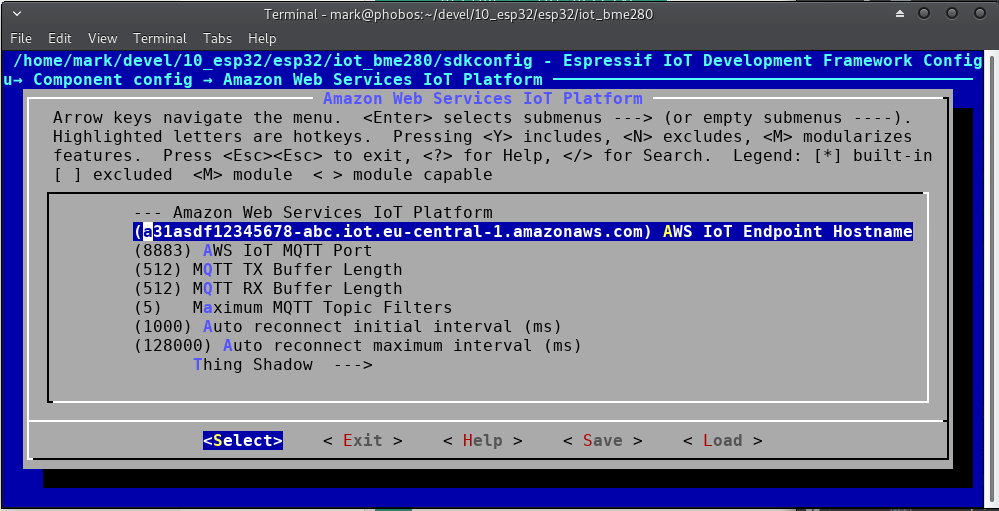 Terminal - mark@phobos:~/devel/10_esp32/esp32/iot_bme280
File Edit View Terminal Tabs Help
/home/mark/devel/10_esp32/esp32/iot_bme280/sdkconfig - Espressif IoT Development Framework Config
u→ Component config → Amazon Web Services IoT Platform
Amazon Web Services IoT Platform
Arrow keys navigate the menu.  <Enter> selects submenus ---> (or empty submenus ----).
Highlighted letters are hotkeys.  Pressing <Y> includes, <N> excludes, <M> modularizes
features.  Press <Esc><Esc> to exit, <?> for Help, </> for Search.  Legend: [*] built-in
[ ] excluded  <M> module  < > module capable
--- Amazon Web Services IoT Platform
(a31asdf12345678-abc.iot.eu-central-1.amazonaws.com) AWS IoT Endpoint Hostname
(8883) AWS IoT MQTT Port
(512) MQTT TX Buffer Length
(512) MQTT RX Buffer Length
(5)   Maximum MQTT Topic Filters
(1000) Auto reconnect initial interval (ms)
(128000) Auto reconnect maximum interval (ms)
Thing Shadow  --->
<Select>    < Exit >    < Help >    < Save >    < Load >